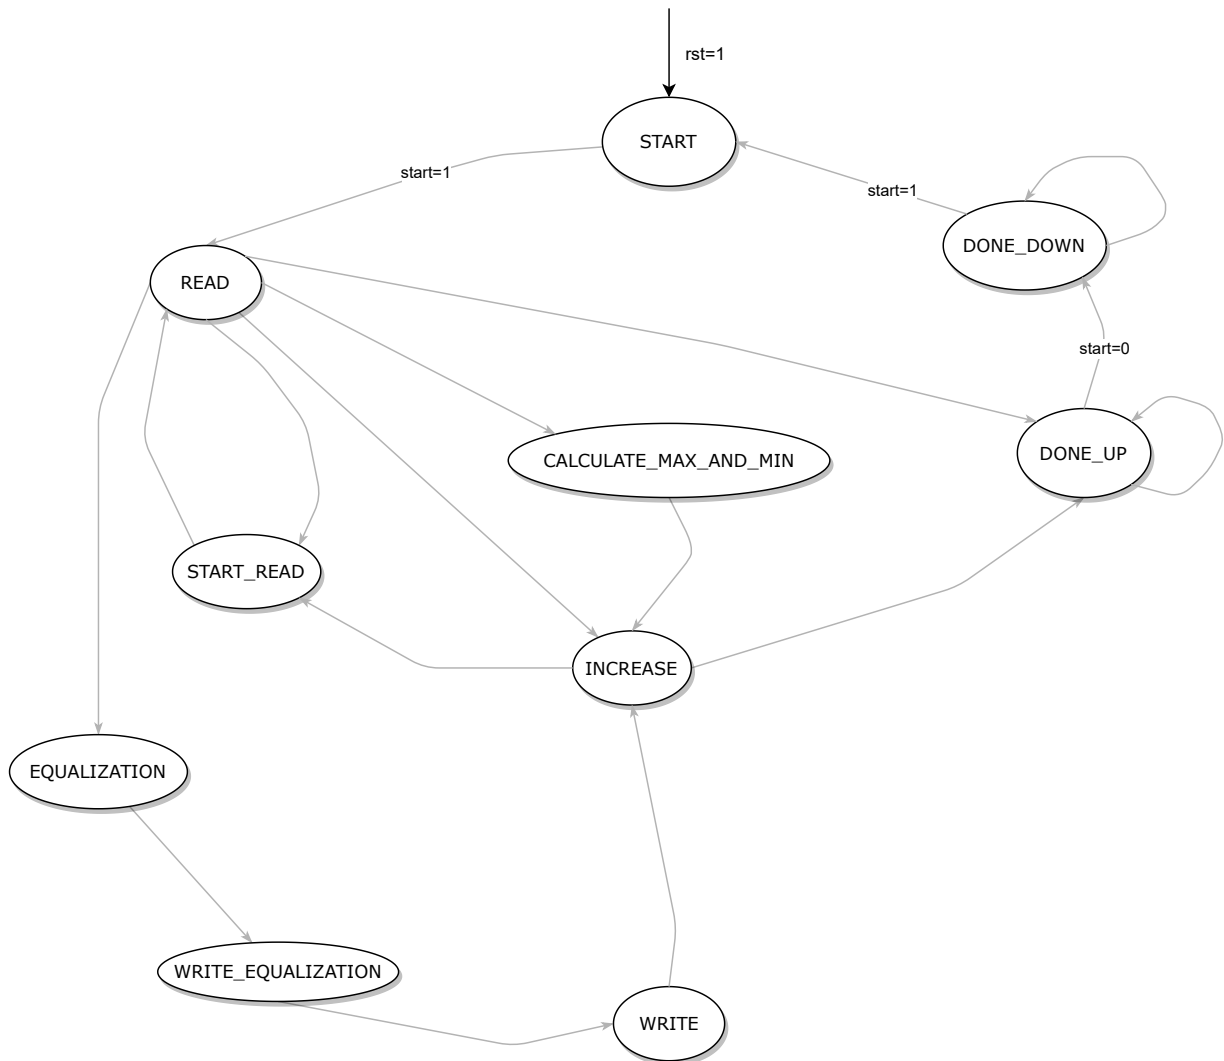 rst=1
START
start=1
start=1
DONE_DOWN
READ
start=0
DONE_UP
CALCULATE_MAX_AND_MIN
START_READ
INCREASE
EQUALIZATION
WRITE_EQUALIZATION
WRITE